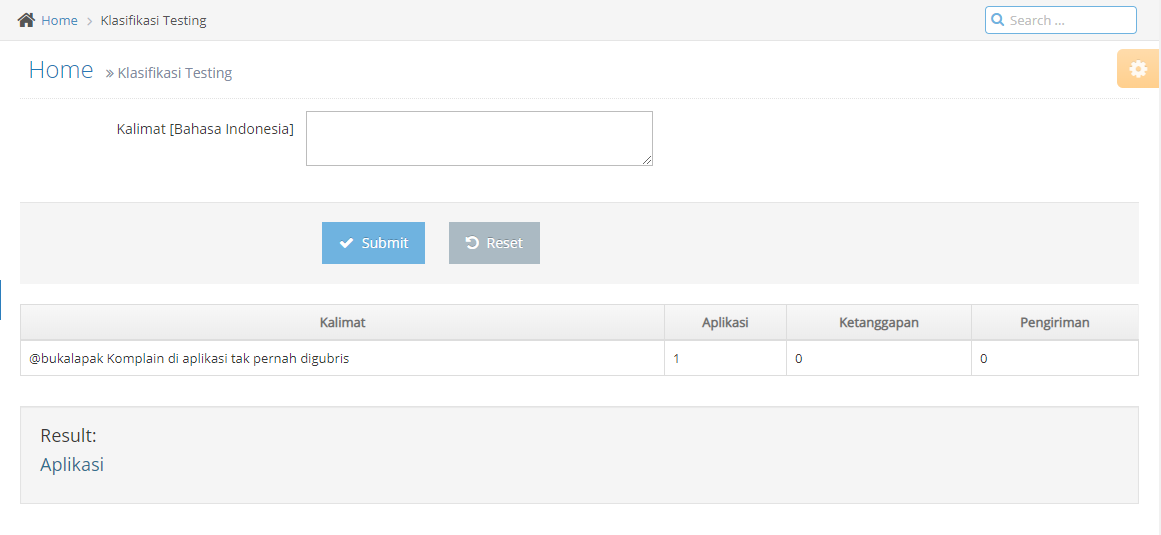 Home > Klasifikasi Testing
Search ...
Home » Klasifikasi Testing
Kalimat [Bahasa Indonesia]
Submit Reset
Kalimat Aplikasi Ketanggapan Pengiriman
@bukalapak Komplain di aplikasi tak pernah digubris 1 0 0
Result:
Aplikasi